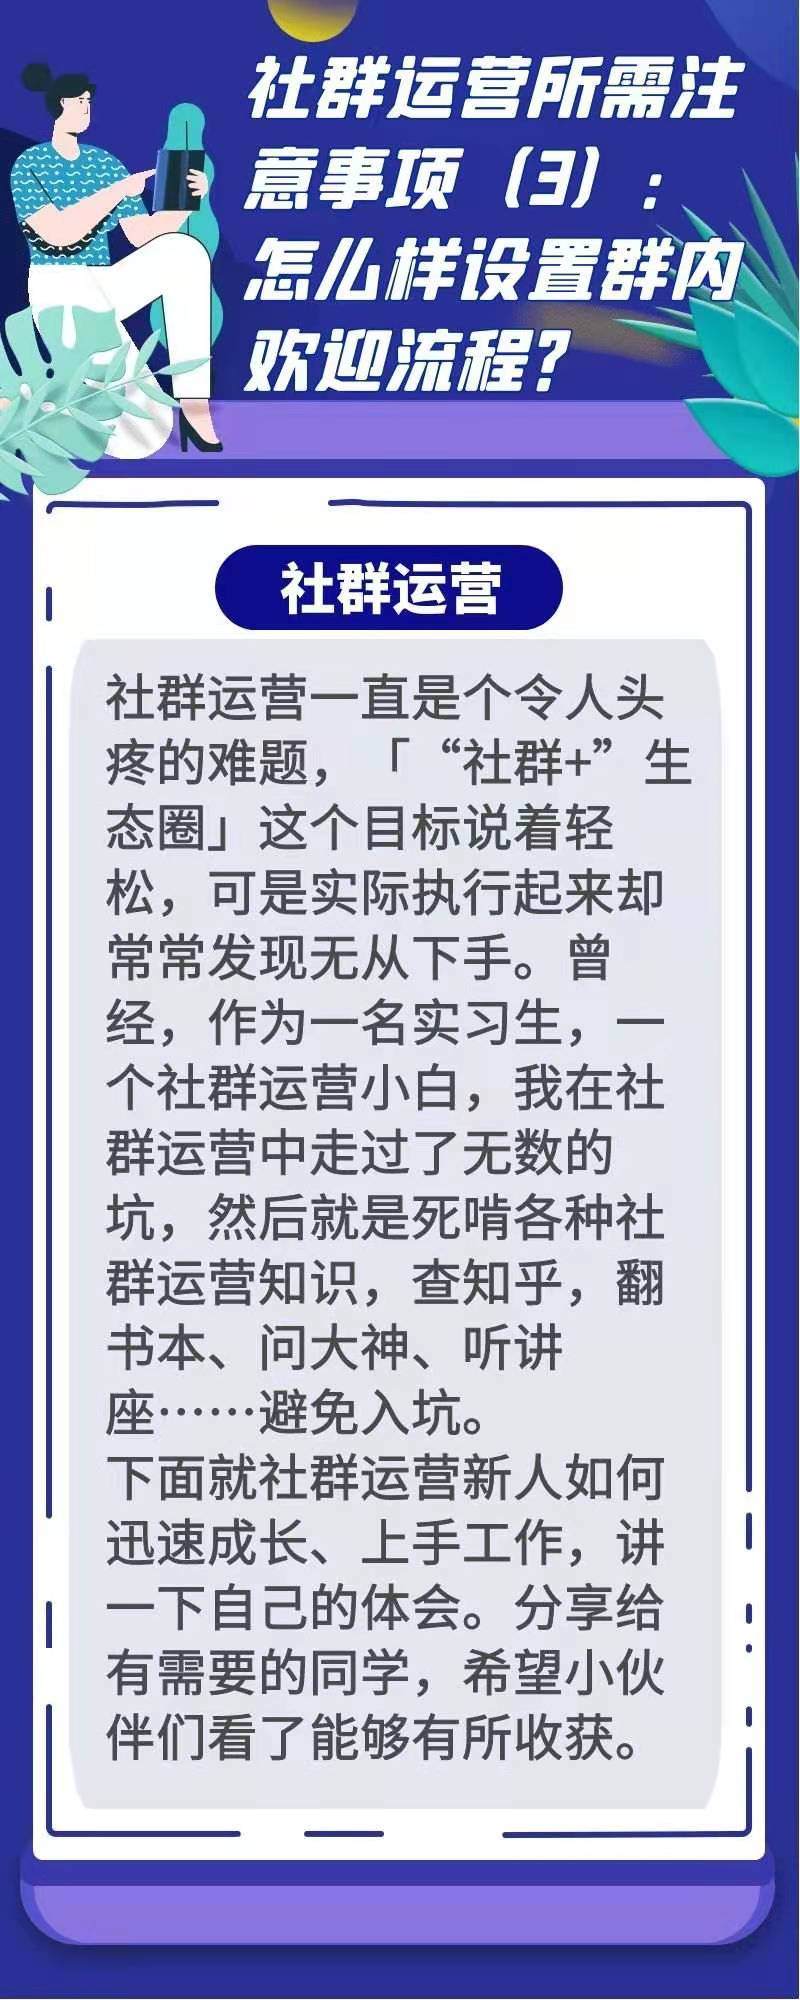 社群运营所需注
意事项（3）：
怎么样设置群内
欢迎流程？
社群运营
社群运营一直是个令人头
疼的难题，「“社群+”生
态圈」这个目标说着轻
松，可是实际执行起来却
常常发现无从下手。曾
经，作为一名实习生，一
个社群运营小白，我在社
群运营中走过了无数的
坑，然后就是死啃各种社
群运营知识，查知乎，翻
书本、问大神、听讲
座……避免入坑。
下面就社群运营新人如何
迅速成长、上手工作，讲
一下自己的体会。分享给
有需要的同学，希望小伙
伴们看了能够有所收获。